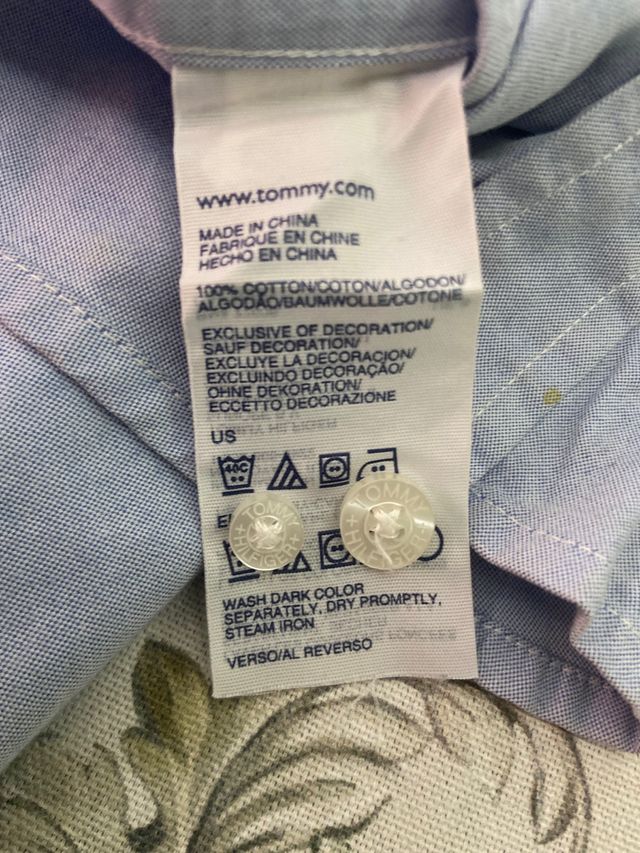 www.tommy.com
MADE IN CHINA
FABRIQUE EN CHINE
HECHO EN CHINA
100% COTTON/COTON/ALGODON/
ALGODÃO/BAUMWOLLE/COTONE
EXCLUSIVE OF DECORATION/
SAUF DECORATION/
EXCLUYE LA DECORACION/
EXCLUINDO DECORAÇÃO/
OHNE DEKORATION/
ECCETTO DECORAZIONE
US
40C
TOMMY
HILFIGER
TOMMY
HILFIGER
WASH DARK COLOR
SEPARATELY, DRY PROMPTLY,
STEAM IRON
VERSO/AL REVERSO